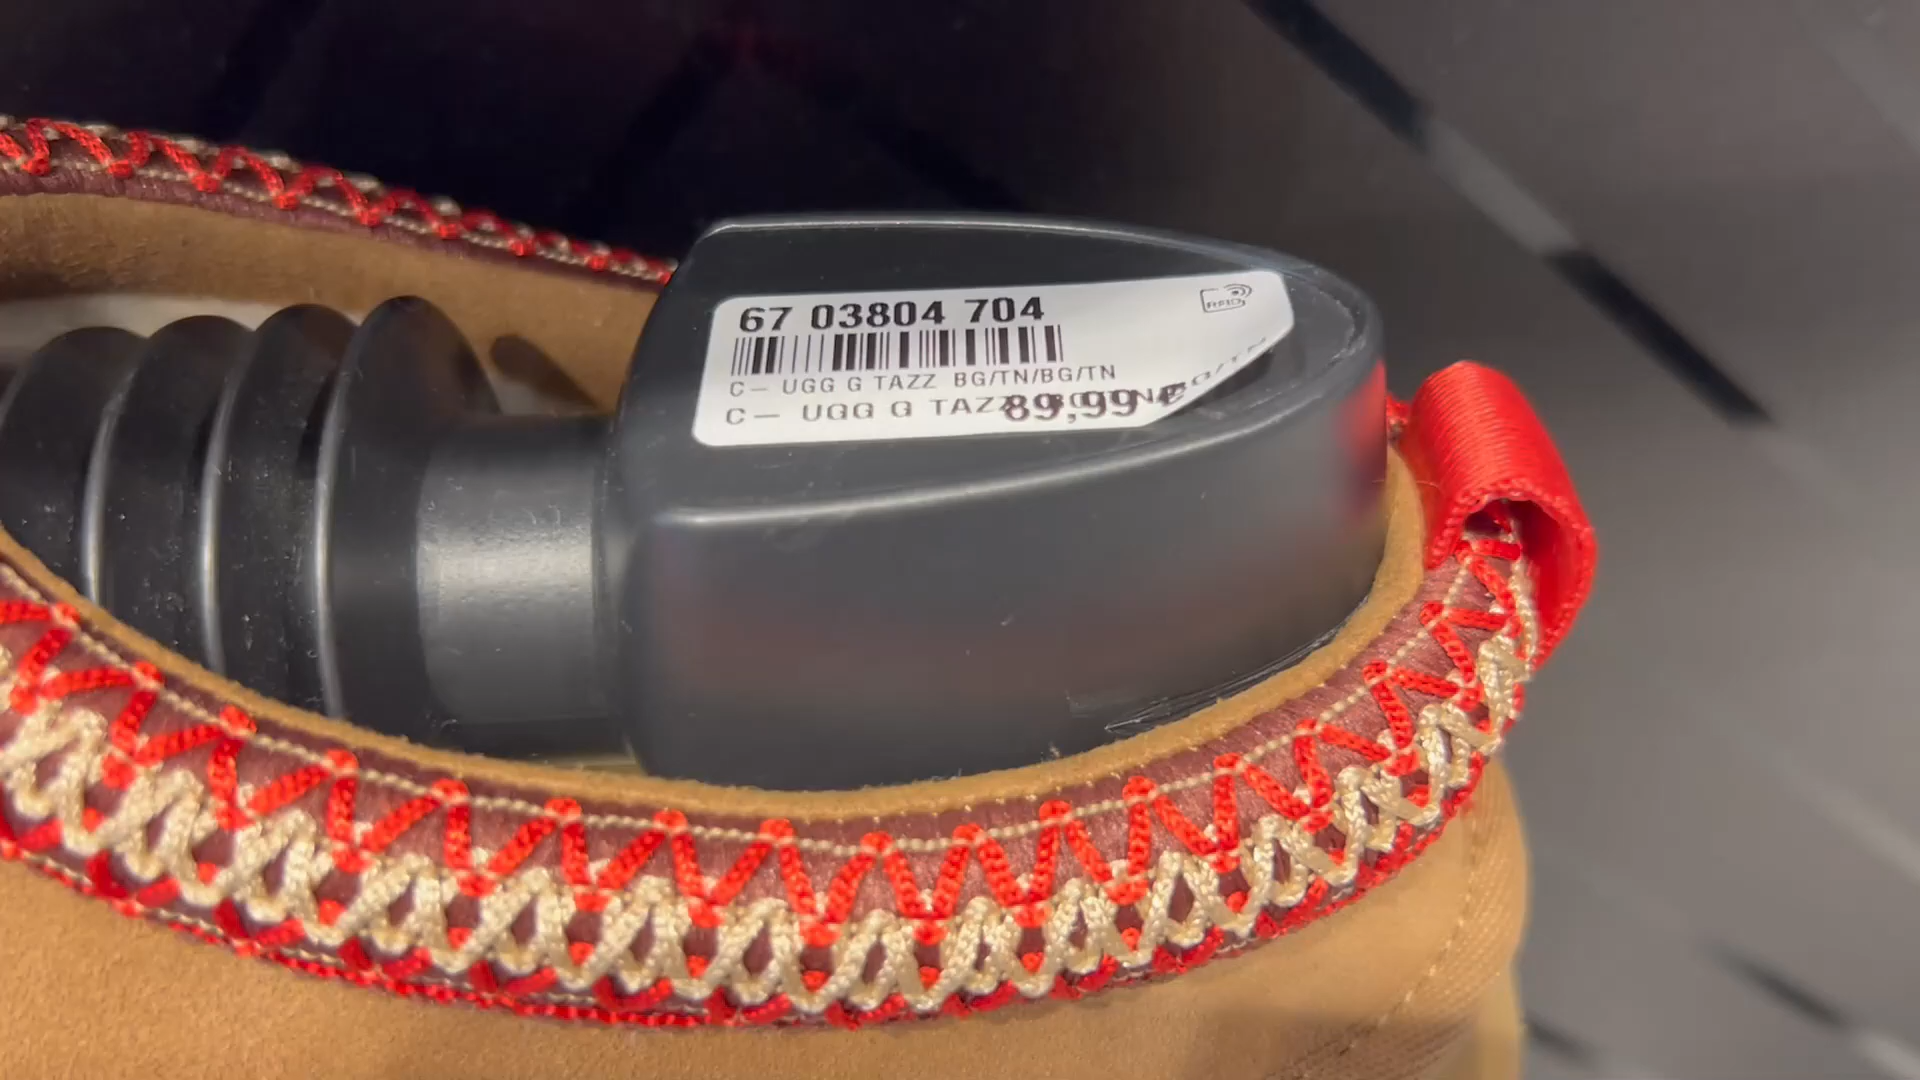 67 03804 704
RFID
C— UGG G TAZZ BG/TN/BG/TN
C— UGG G TAZZ
89,99 €